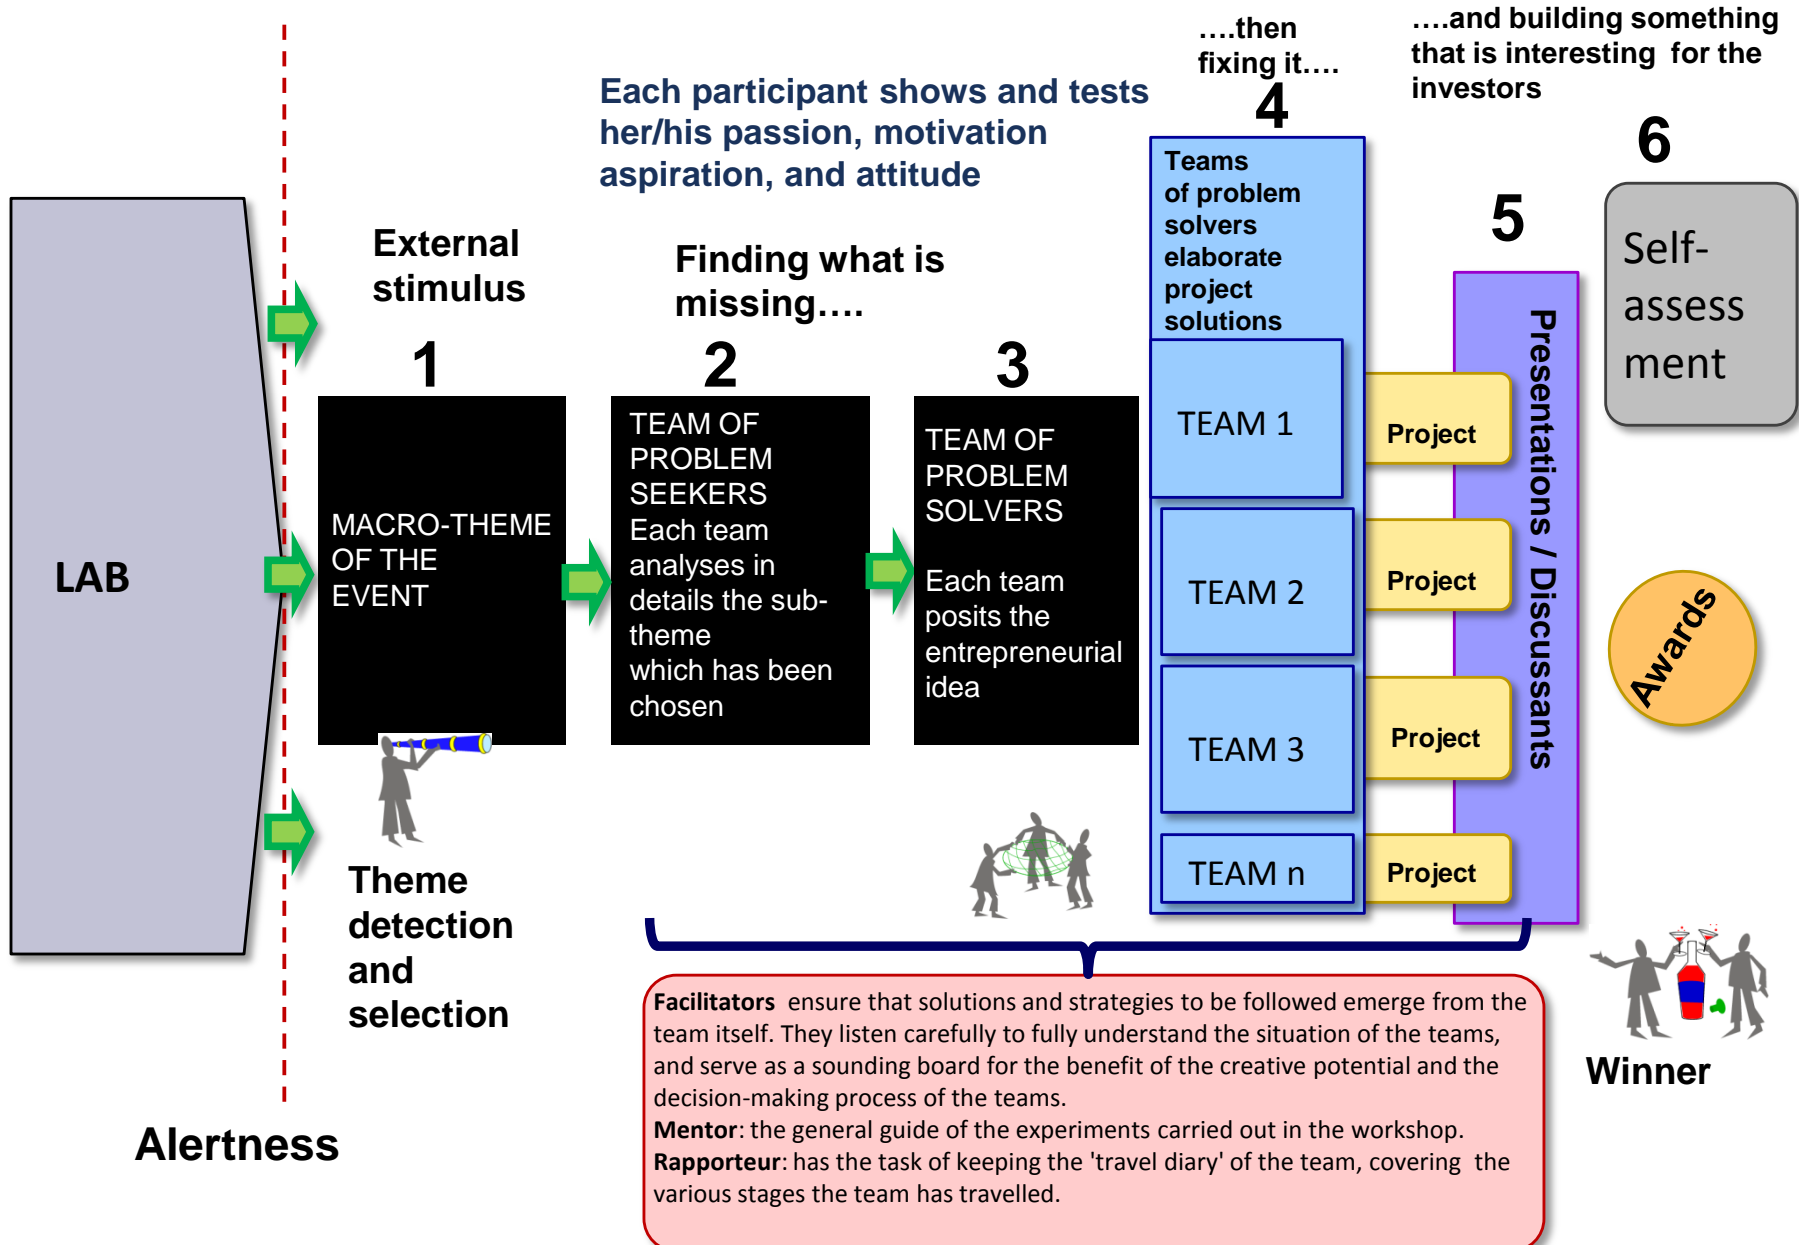 ….then
fixing it….
….and building something
that is interesting  for the
investors
Each participant shows and tests
her/his passion, motivation
aspiration, and attitude
4
6
Teams
of problem
solvers
elaborate
project
solutions
5
Self-
assess
ment
External
stimulus
Finding what is
missing….
1
2
3
LAB
MACRO-THEME
OF THE
EVENT
TEAM OF
PROBLEM
SEEKERS
Each team
analyses in
details the sub-
theme
which has been
chosen
TEAM OF
PROBLEM
SOLVERS
Each team
posits the
entrepreneurial
idea
TEAM 1
Project
TEAM 2
Project
TEAM 3
Project
TEAM n
Project
Presentations / Discussants
Awards
Theme
detection
and
selection
Alertness
Winner
Facilitators  ensure that solutions and strategies to be followed emerge from the
team itself. They listen carefully to fully understand the situation of the teams,
and serve as a sounding board for the benefit of the creative potential and the
decision-making process of the teams.
Mentor: the general guide of the experiments carried out in the workshop.
Rapporteur: has the task of keeping the 'travel diary' of the team, covering  the
various stages the team has travelled.